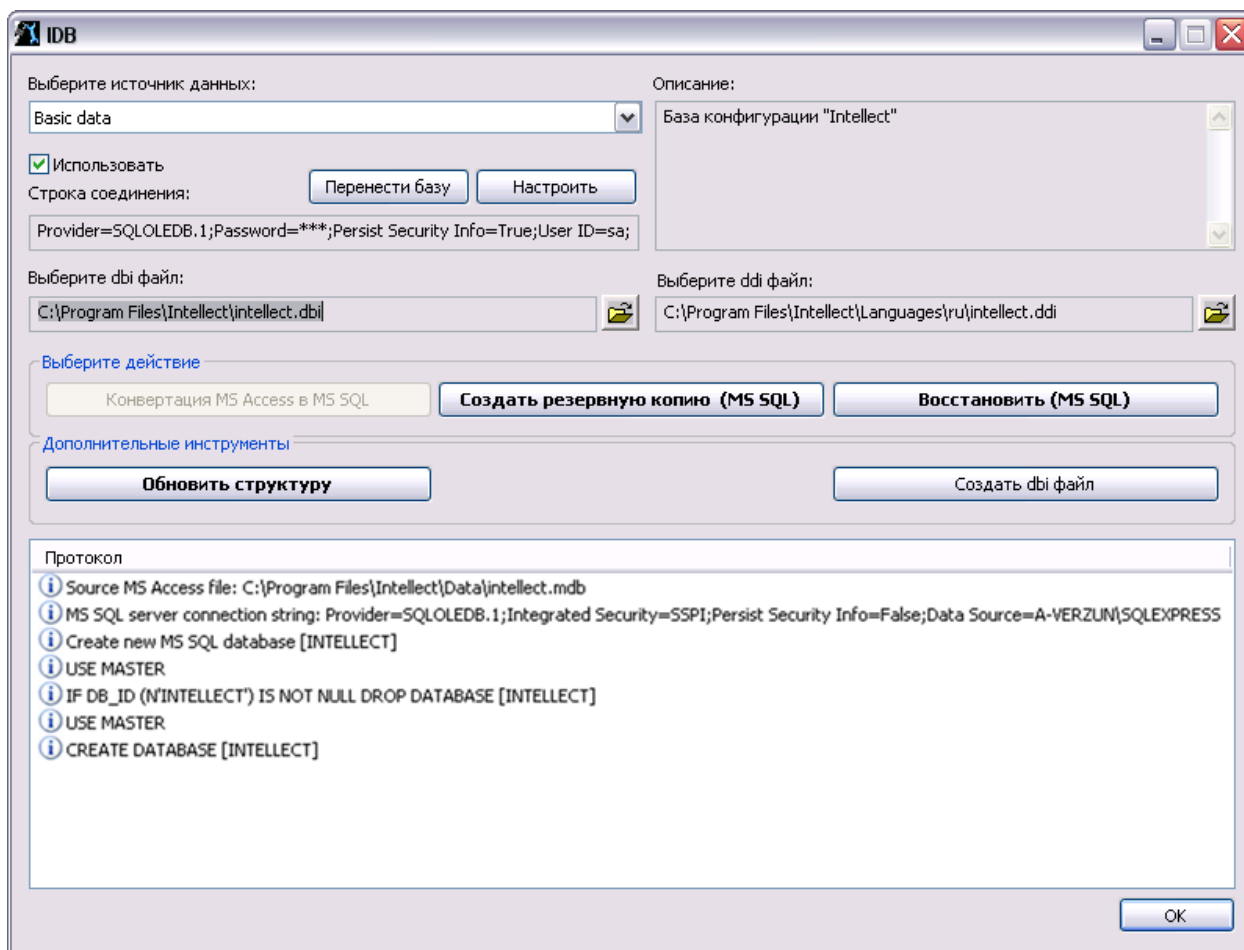 IDB
Выберите источник данных:
Basic data
Описание:
База конфигурации "Intellect"
Использовать
Строка соединения:
Перенести базу
Настроить
Provider=SQLOLEDB.1;Password=***;Persist Security Info=True;User ID=sa;
Выберите dbi файл:
C:\Program Files\Intellect\intellect.dbi
Выберите ddi файл:
C:\Program Files\Intellect\Languages\ru\intellect.ddi
Выберите действие
Конвертация MS Access в MS SQL
Создать резервную копию (MS SQL)
Восстановить (MS SQL)
Дополнительные инструменты
Обновить структуру
Создать dbi файл
Протокол
Source MS Access file: C:\Program Files\Intellect\Data\intellect.mdb
MS SQL server connection string: Provider=SQLOLEDB.1;Integrated Security=SSPI;Persist Security Info=False;Data Source=A-VERZUN\SQLEXPRESS
Create new MS SQL database [INTELLECT]
USE MASTER
IF DB_ID (N'INTELLECT') IS NOT NULL DROP DATABASE [INTELLECT]
USE MASTER
CREATE DATABASE [INTELLECT]
OK